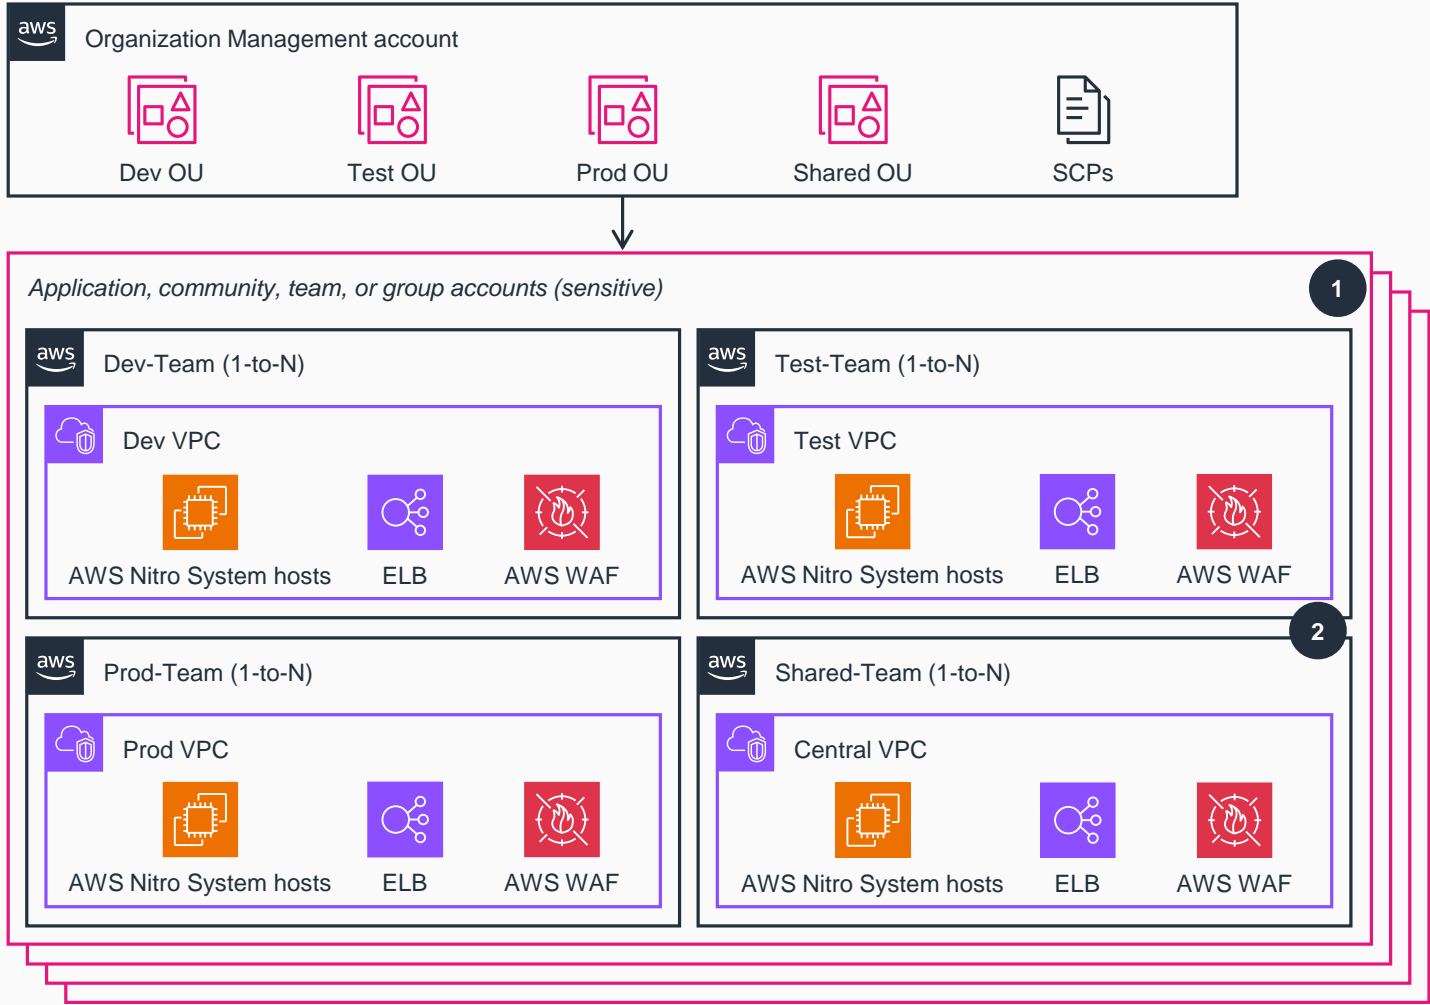 aws
Organization Management account
Dev OU
Test OU
Prod OU
Shared OU
SCPs
Application, community, team, or group accounts (sensitive)
1
aws
Dev-Team (1-to-N)
Dev VPC
AWS Nitro System hosts
ELB
AWS WAF
aws
Test-Team (1-to-N)
Test VPC
AWS Nitro System hosts
ELB
AWS WAF
2
aws
Prod-Team (1-to-N)
Prod VPC
AWS Nitro System hosts
ELB
AWS WAF
aws
Shared-Team (1-to-N)
Central VPC
AWS Nitro System hosts
ELB
AWS WAF